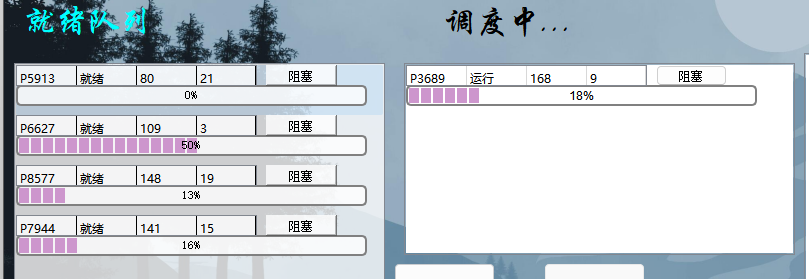 就绪队列
P5913 就绪 80 21 阻塞
0%
P6627 就绪 109 3 阻塞
50%
P8577 就绪 148 19 阻塞
13%
P7944 就绪 141 15 阻塞
16%
调度中...
P3689 运行 168 9 阻塞
18%